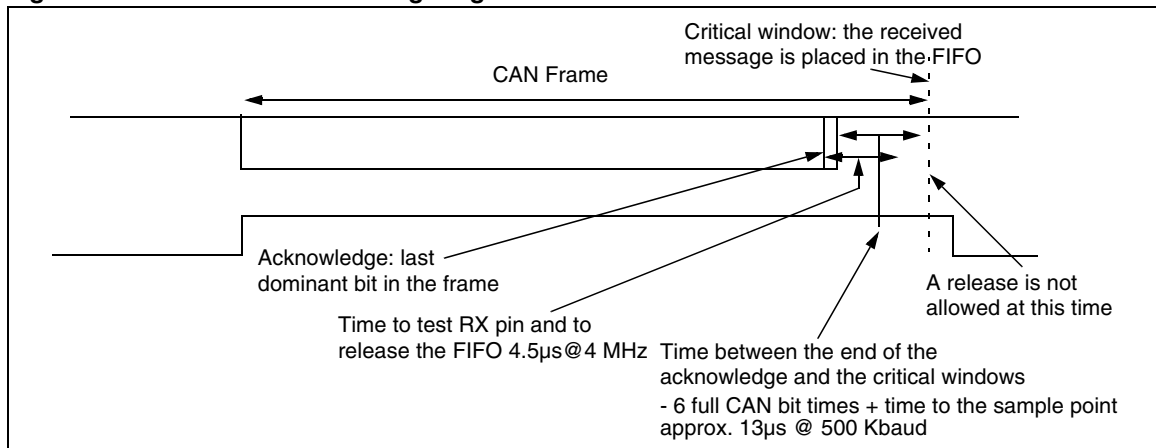 Critical window: the received
message is placed in the FIFO
CAN Frame
Acknowledge: last
dominant bit in the frame
A release is not
allowed at this time
Time to test RX pin and to
release the FIFO 4.5µs@4 MHz
Time between the end of the
acknowledge and the critical windows
- 6 full CAN bit times + time to the sample point
approx. 13µs @ 500 Kbaud